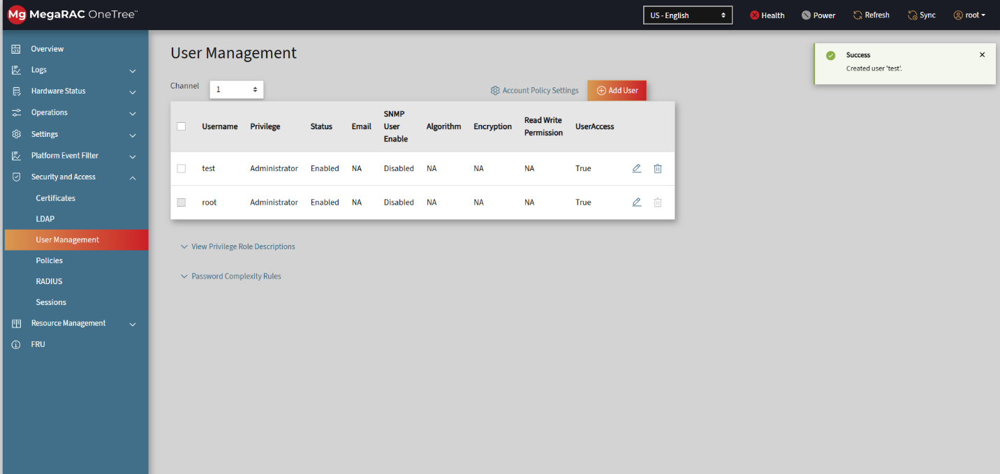 Mg MegaRAC OneTree™
US - English
Health
Power
Refresh
Sync
root
Overview
Logs
Hardware Status
Operations
Settings
Platform Event Filter
Security and Access
Certificates
LDAP
User Management
Policies
RADIUS
Sessions
Resource Management
FRU
User Management
Success
Created user 'test'.
Channel
1
Account Policy Settings
Add User
Username Privilege Status Email SNMP User Enable Algorithm Encryption Read Write Permission UserAccess
test Administrator Enabled NA Disabled NA NA NA True
root Administrator Enabled NA Disabled NA NA NA True
View Privilege Role Descriptions
Password Complexity Rules